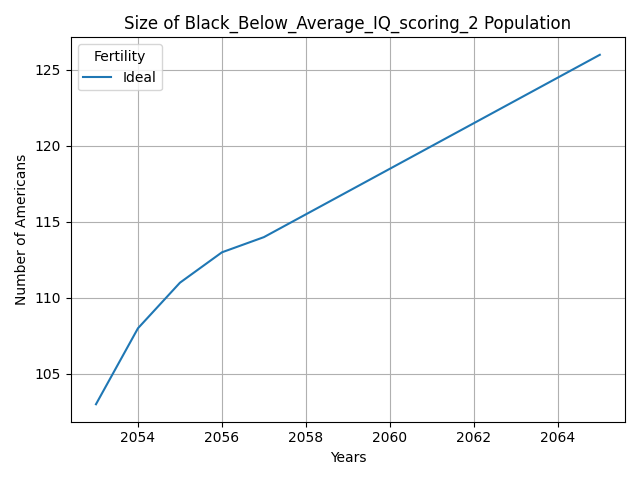 Size of Black_Below_Average_IQ_scoring_2 Population
Fertility
Ideal
125
120
115
110
105
Number of Americans
2054 2056 2058 2060 2062 2064
Years